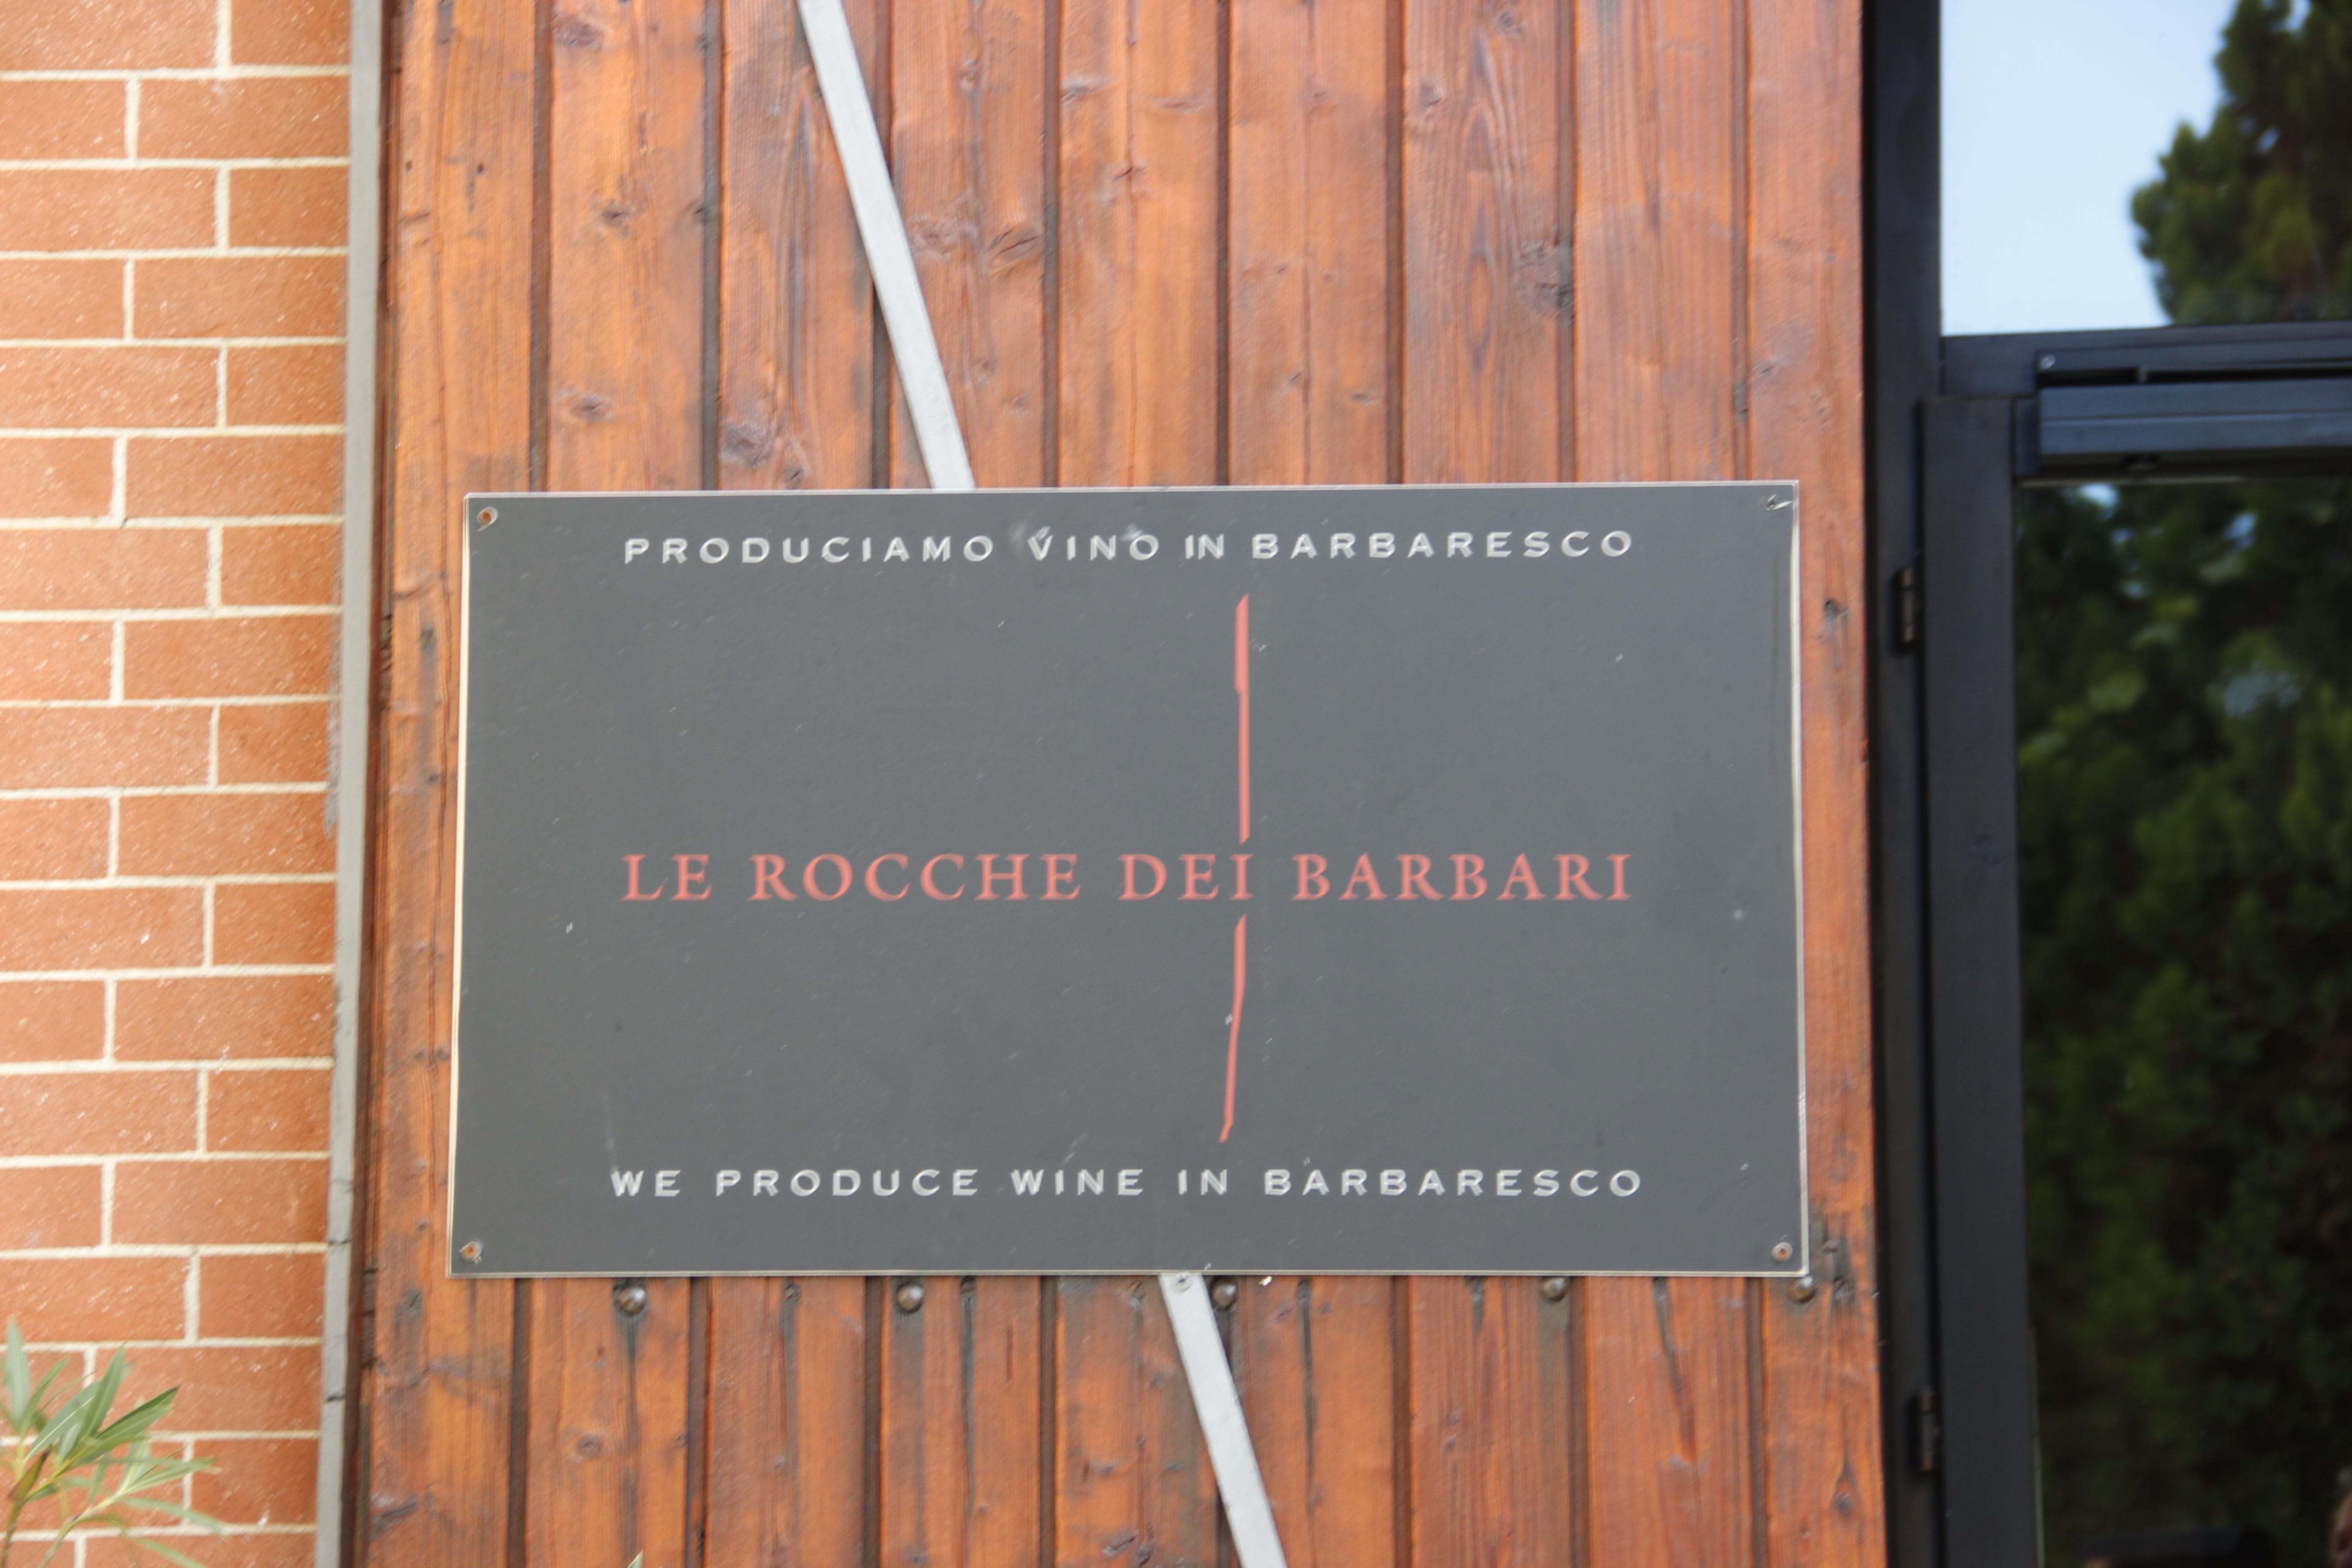 PRODUCIAMO VINO IN BARBARESCO
LE ROCCHE DEI BARBARI
WE PRODUCE WINE IN BARBARESCO